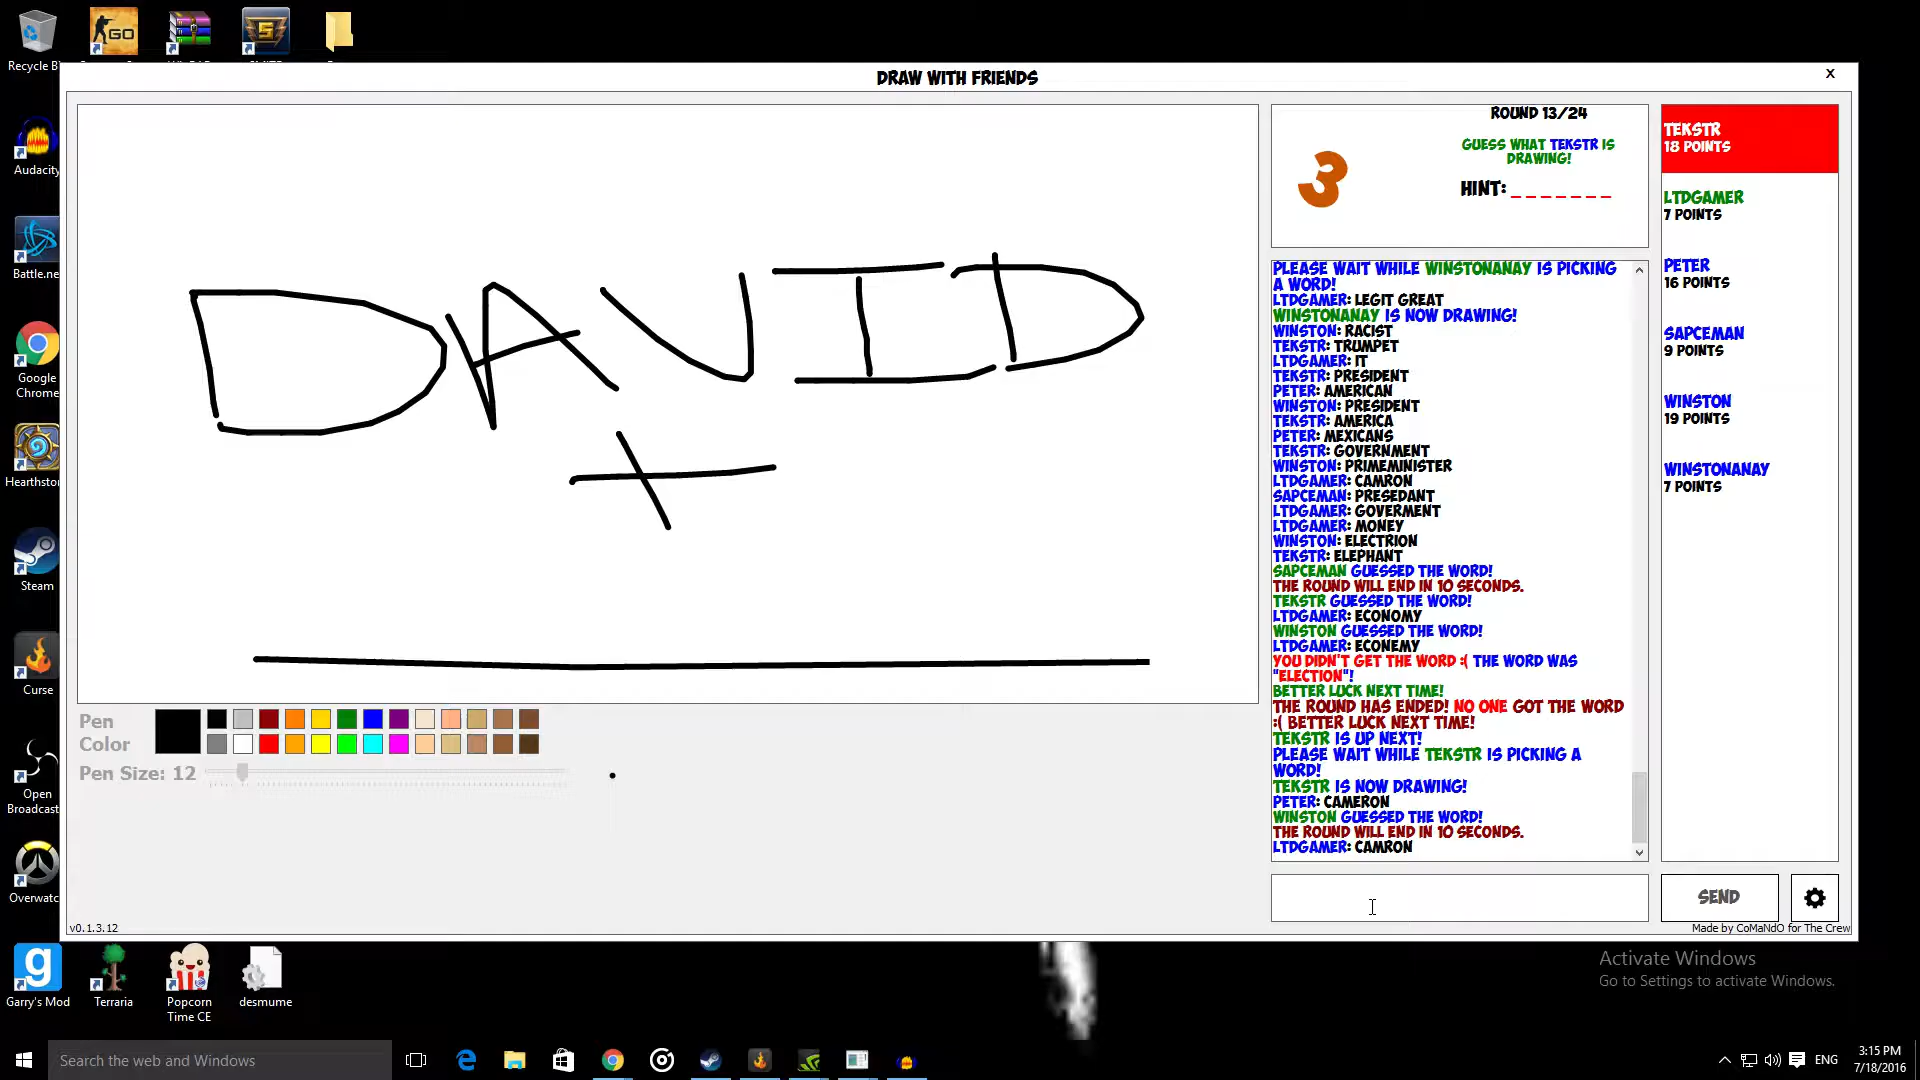 Recycle B
GO
Audacity
Battle.ne
Google
Chrome
Hearthston
Steam
Curse
Open
Broadcast
Overwatc
DRAW WITH FRIENDS
X
DAVID
+
Pen
Color
Pen Size: 12
v0.1.3.12
3
ROUND 13/24
GUESS WHAT TEKSTR IS
DRAWING!
HINT: _ _ _ _ _ _ _
PLEASE WAIT WHILE WINSTONANAY IS PICKING
A WORD!
LTDGAMER: LEGIT GREAT
WINSTONANAY IS NOW DRAWING!
WINSTON: RACIST
TEKSTR: TRUMPET
LTDGAMER: IT
TEKSTR: PRESIDENT
PETER: AMERICAN
WINSTON: PRESIDENT
TEKSTR: AMERICA
PETER: MEXICANS
TEKSTR: GOVERNMENT
WINSTON: PRIMEMINISTER
LTDGAMER: CAMRON
SAPCEMAN: PRESEDANT
LTDGAMER: GOVERMENT
LTDGAMER: MONEY
WINSTON: ELECTRION
TEKSTR: ELEPHANT
SAPCEMAN GUESSED THE WORD!
THE ROUND WILL END IN 10 SECONDS.
TEKSTR GUESSED THE WORD!
LTDGAMER: ECONOMY
WINSTON GUESSED THE WORD!
LTDGAMER: ECONEMY
YOU DIDN'T GET THE WORD :( THE WORD WAS
"ELECTION"!
BETTER LUCK NEXT TIME!
THE ROUND HAS ENDED! NO ONE GOT THE WORD
:( BETTER LUCK NEXT TIME!
TEKSTR IS UP NEXT!
PLEASE WAIT WHILE TEKSTR IS PICKING A
WORD!
TEKSTR IS NOW DRAWING!
PETER: CAMERON
WINSTON GUESSED THE WORD!
THE ROUND WILL END IN 10 SECONDS.
LTDGAMER: CAMRON
TEKSTR
18 POINTS
LTDGAMER
7 POINTS
PETER
16 POINTS
SAPCEMAN
9 POINTS
WINSTON
19 POINTS
WINSTONANAY
7 POINTS
SEND
Made by CoMaNdO for The Crew
Garry's Mod
Terraria
Popcorn
Time CE
desmume
Activate Windows
Go to Settings to activate Windows.
Search the web and Windows
ENG
3:15 PM
7/18/2016